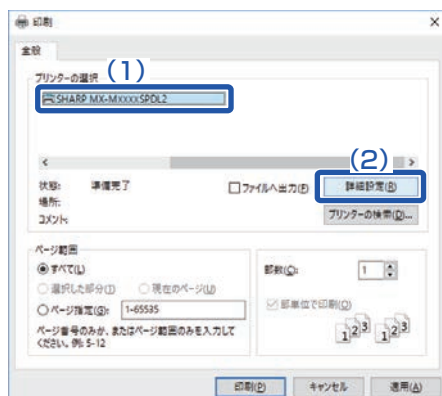 印刷
全般
プリンターの選択
(1)
SHARP MX-MXXXXSPDL2
(2)
状態: 準備完了
場所:
コメント:
ファイルへ出力(F)
詳細設定(R)
プリンターの検索(D)...
ページ範囲
すべて(L)
選択した部分(T) 現在のページ(U)
ページ指定(G): 1-65535
ページ番号のみか、またはページ範囲のみを入力して
ください。例: 5-12
部数(C): 1
部単位で印刷(O)
1 2 3 1 2 3
印刷(P) キャンセル 適用(A)